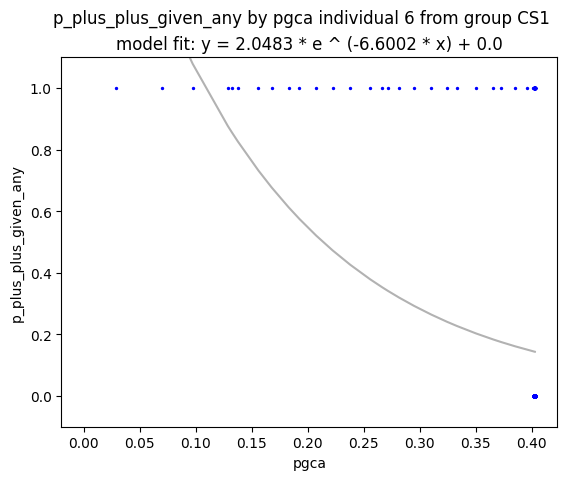 p_plus_plus_given_any by pgca individual 6 from group CS1
model fit: y = 2.0483 * e ^ (-6.6002 * x) + 0.0
1.0
0.8
0.6
0.4
0.2
0.0
p_plus_plus_given_any
0.00 0.05 0.10 0.15 0.20 0.25 0.30 0.35 0.40
pgca